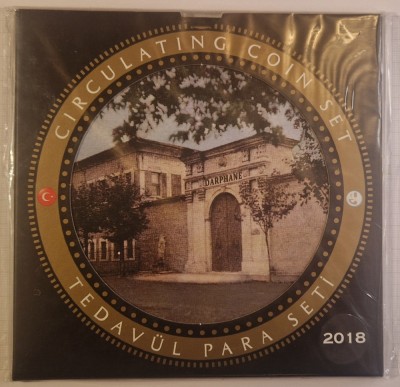 CIRCULATING COIN SET
DARPHANE
TEDAVÜL PARA SETİ
2018